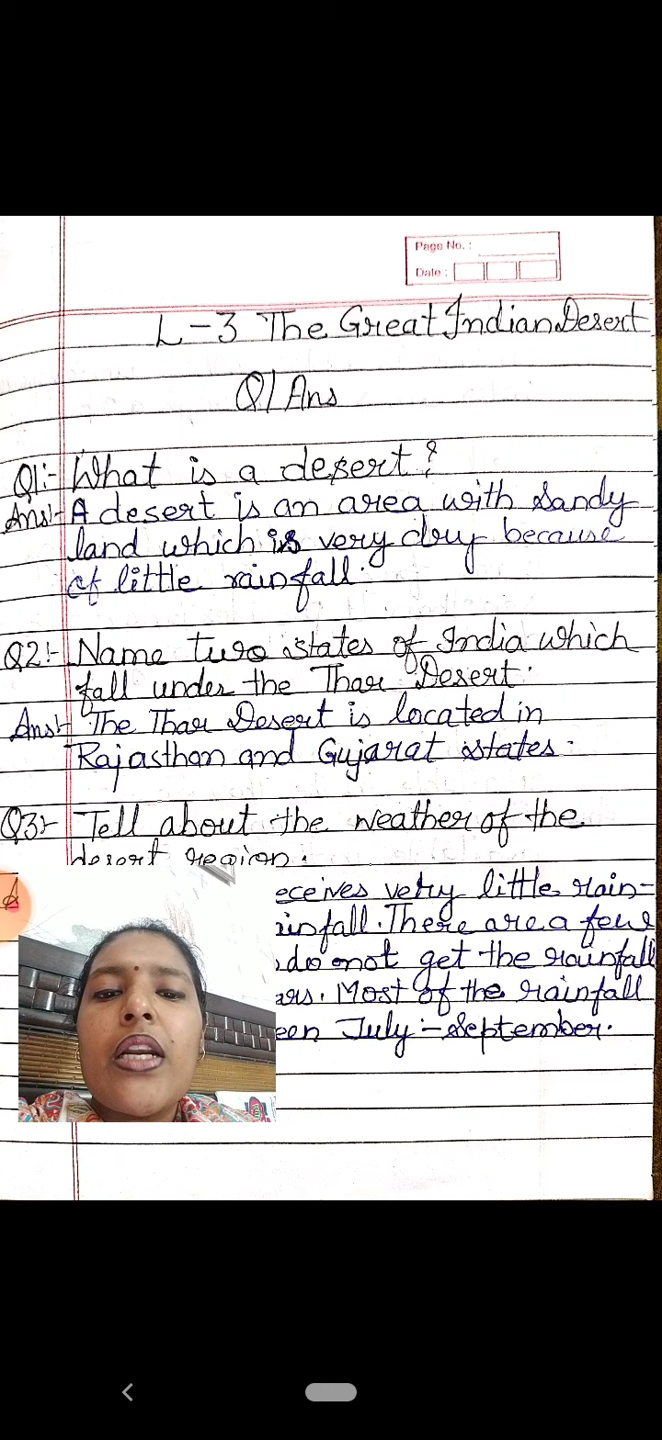 Page No. :
Date :
L-3 The Great Indian Desert
Q/Ans
Q1:- What is a desert?
Ans:- A desert is an area with Sandy
land which is very dry because
of little rainfall.
Q2:- Name two states of India which
fall under the Thar Desert.
Ans:- The Thar Desert is located in
Rajasthan and Gujarat states.
Q3:- Tell about the weather of the
desert region.
eceives very little rain-
infall. There are a few
do not get the rainfall
ars. Most of the rainfall
een July:-September.